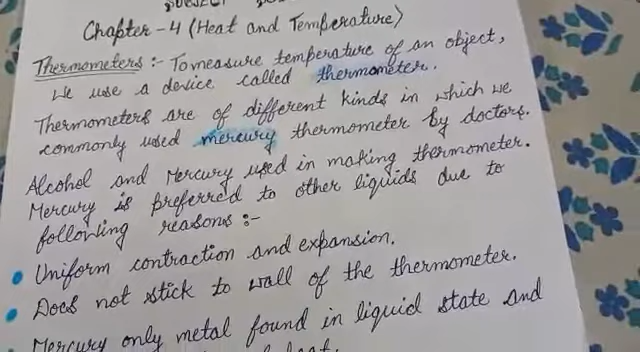 SUBJECT
Chapter - 4 (Heat and Temperature)
Thermometers :- To measure temperature of an object,
we use a device called thermometer.
Thermometers are of different kinds in which we
commonly used mercury thermometer by doctors.
Alcohol and Mercury used in making thermometer.
Mercury is preferred to other liquids due to
following reasons :-
• Uniform contraction and expansion.
• Does not stick to wall of the thermometer.
Mercury only metal found in liquid state and